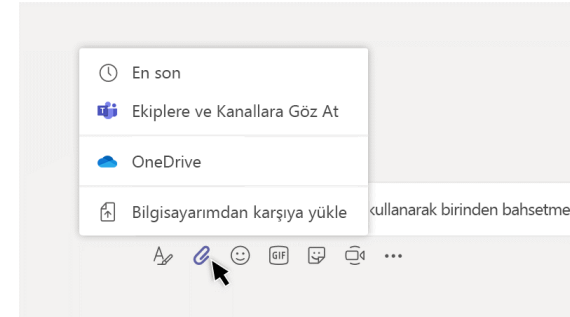 En son
Ekiplere ve Kanallara Göz At
OneDrive
Bilgisayarımdan karşıya yükle
kullanarak birinden bahsetme
GIF